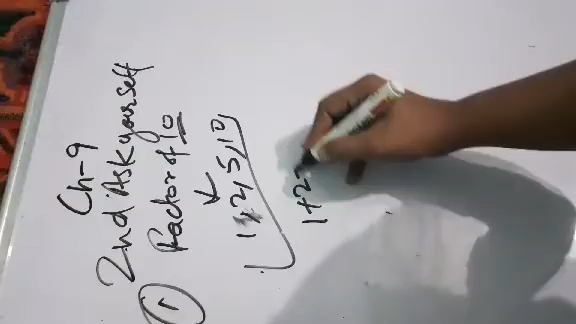 Ch-9
2nd Ask yourself
① Factor of 10
1, 2, 5, 10,
1+2